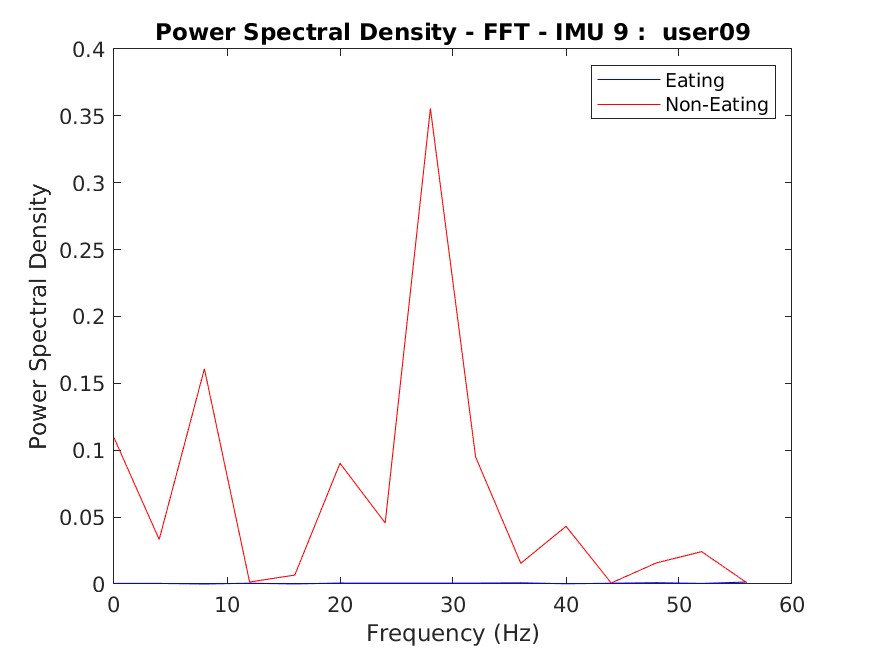 Power Spectral Density - FFT - IMU 9 :  user09
Eating
Non-Eating
Power Spectral Density
0.4
0.35
0.3
0.25
0.2
0.15
0.1
0.05
0
0 10 20 30 40 50 60
Frequency (Hz)